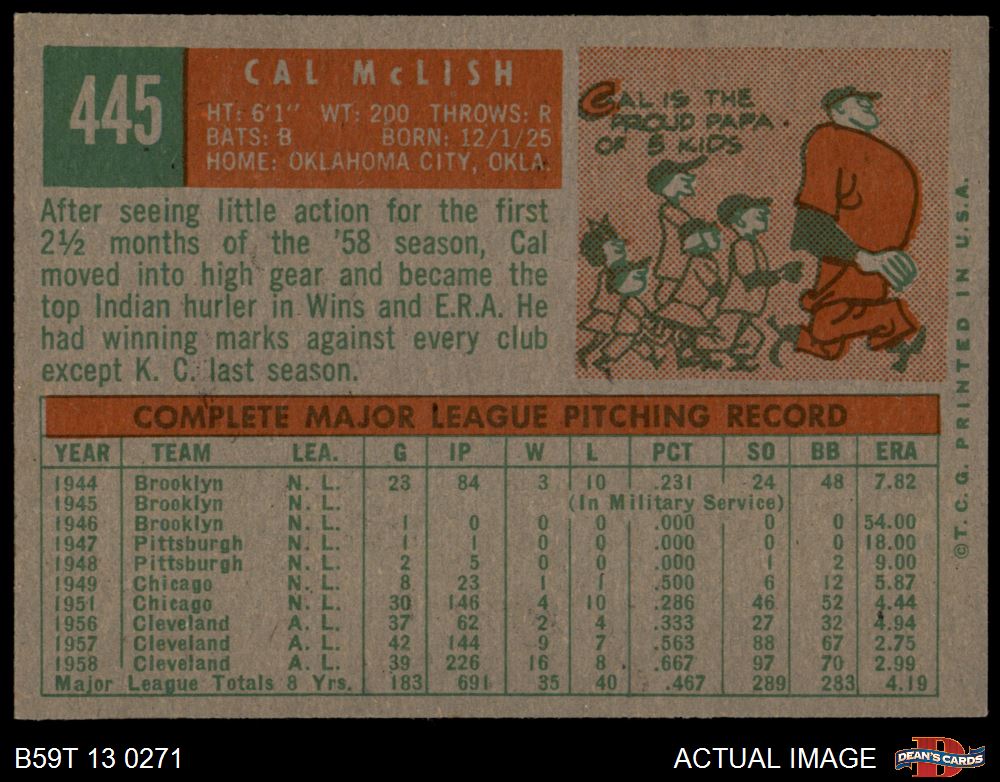 445
CAL McLISH
HT: 6'1" WT: 200 THROWS: R
BATS: B BORN: 12/1/25
HOME: OKLAHOMA CITY, OKLA.
CAL IS THE
PROUD PAPA
OF 5 KIDS
After seeing little action for the first
2½ months of the '58 season, Cal
moved into high gear and became the
top Indian hurler in Wins and E.R.A. He
had winning marks against every club
except K. C. last season.
COMPLETE MAJOR LEAGUE PITCHING RECORD
YEAR TEAM LEA. G IP W L PCT SO BB ERA
1944 Brooklyn N. L. 23 84 3 10 .231 24 48 7.82
1945 Brooklyn N. L. (In Military Service)
1946 Brooklyn N. L. 1 0 0 0 .000 0 0 54.00
1947 Pittsburgh N. L. 1 1 0 0 .000 0 0 18.00
1948 Pittsburgh N. L. 2 5 0 0 .000 1 2 9.00
1949 Chicago N. L. 8 23 1 1 .500 6 12 5.87
1951 Chicago N. L. 30 146 4 10 .286 46 52 4.44
1956 Cleveland A. L. 37 62 2 4 .333 27 32 4.94
1957 Cleveland A. L. 42 144 9 7 .563 88 67 2.75
1958 Cleveland A. L. 39 226 16 8 .667 97 70 2.99
Major League Totals 8 Yrs. 183 691 35 40 .467 289 283 4.19
©T. C. G. PRINTED IN U.S.A.
B59T 13 0271
ACTUAL IMAGE
D
DEAN'S CARDS